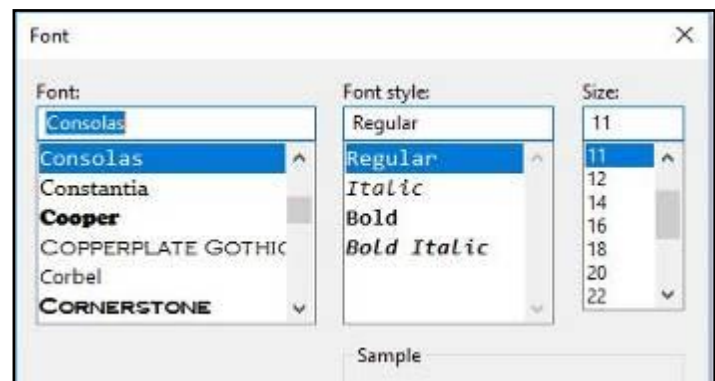 Font
Font: Font style: Size:
Consolas Regular 11
Consolas Regular 11
Constantia Italic 12
Cooper Bold 14
COPPERPLATE GOTHIC Bold Italic 16
Corbel 18
CORNERSTONE 20
22
Sample